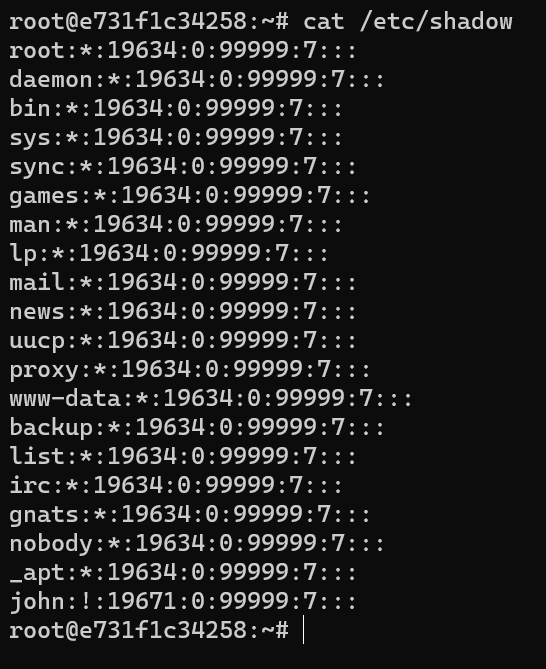 root@e731f1c34258:~# cat /etc/shadow
root:*:19634:0:99999:7:::
daemon:*:19634:0:99999:7:::
bin:*:19634:0:99999:7:::
sys:*:19634:0:99999:7:::
sync:*:19634:0:99999:7:::
games:*:19634:0:99999:7:::
man:*:19634:0:99999:7:::
lp:*:19634:0:99999:7:::
mail:*:19634:0:99999:7:::
news:*:19634:0:99999:7:::
uucp:*:19634:0:99999:7:::
proxy:*:19634:0:99999:7:::
www-data:*:19634:0:99999:7:::
backup:*:19634:0:99999:7:::
list:*:19634:0:99999:7:::
irc:*:19634:0:99999:7:::
gnats:*:19634:0:99999:7:::
nobody:*:19634:0:99999:7:::
_apt:*:19634:0:99999:7:::
john:!:19671:0:99999:7:::
root@e731f1c34258:~#